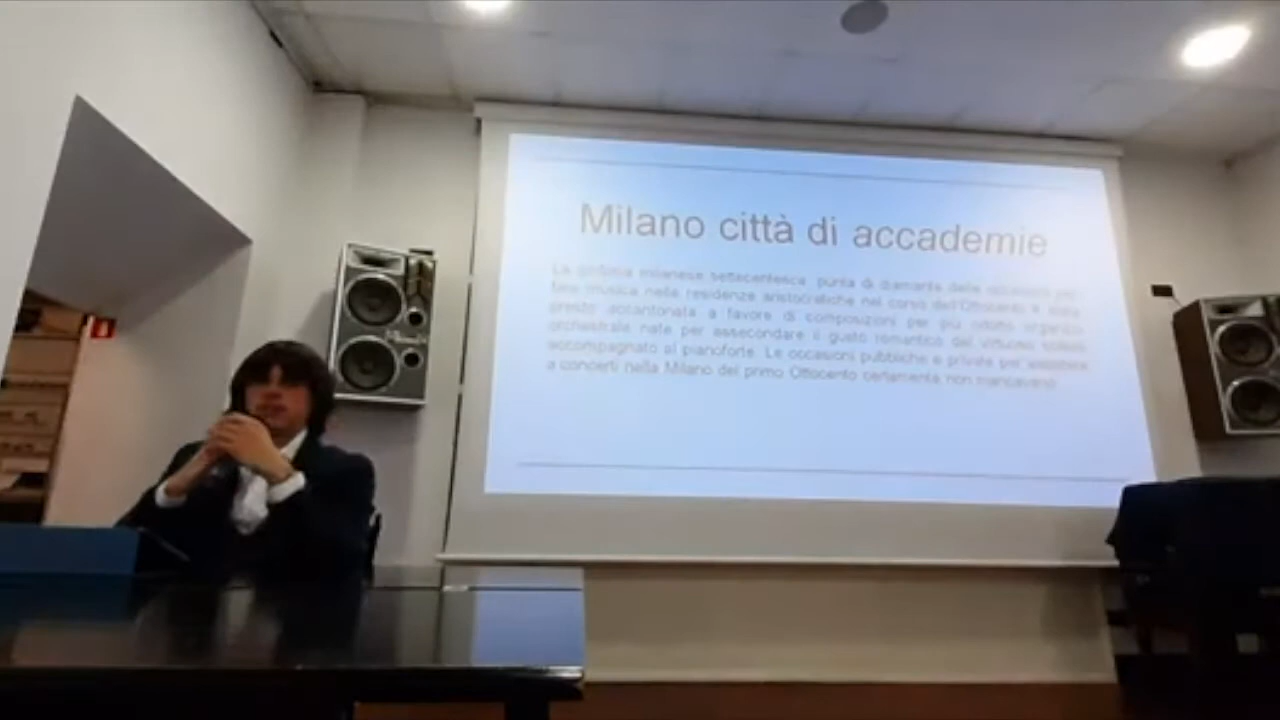 Milano città di accademie
La sinfonia milanese settecentesca punta di diamante delle occasioni per
fare musica nelle residenze aristocratiche nel corso dell'Ottocento è stata
presto accantonata a favore di composizioni per più ridotto organico
orchestrale nate per assecondare il gusto romantico del virtuoso solista
accompagnato al pianoforte. Le occasioni pubbliche e private per assistere
a concerti nella Milano del primo Ottocento certamente non mancavano